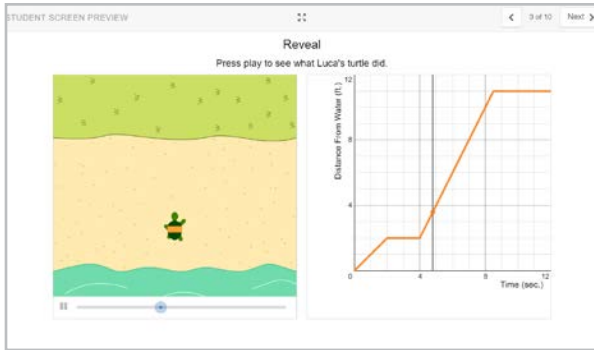 STUDENT SCREEN PREVIEW
3 of 10
Next
Reveal
Press play to see what Luca's turtle did.
Distance From Water (ft.)
12
8
4
0
4
8
12
Time (sec.)